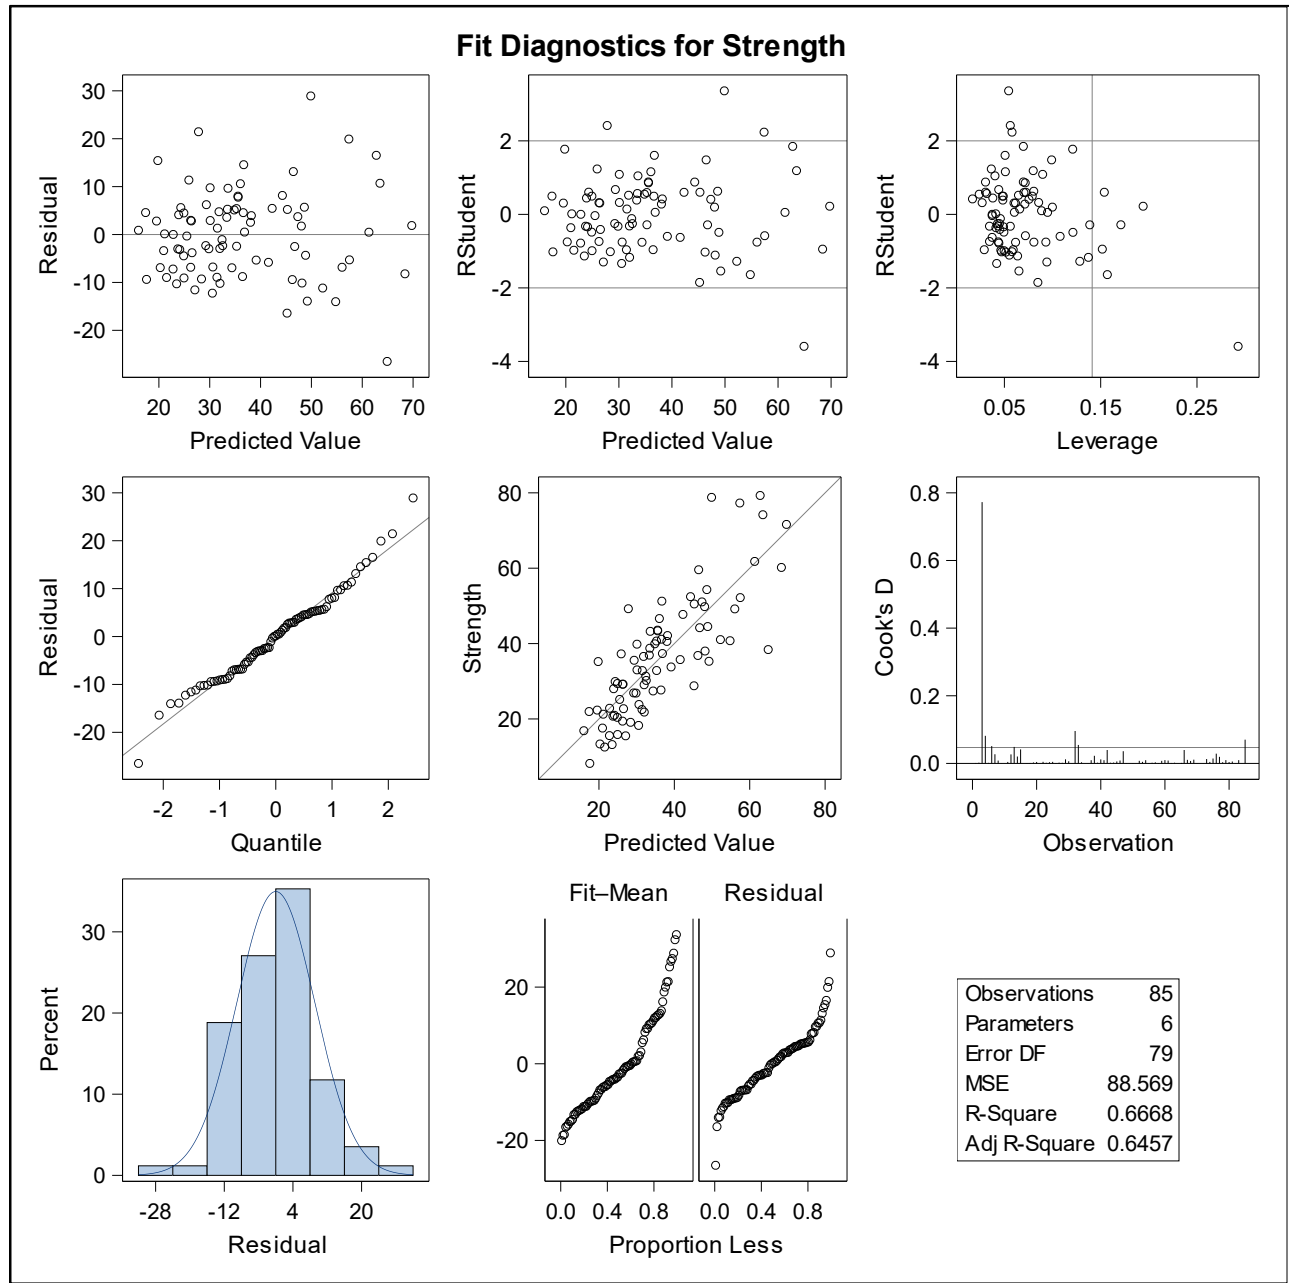 Fit Diagnostics for Strength
30
20
10
0
-10
-20
Residual
20 30 40 50 60 70
Predicted Value
2
0
-2
-4
RStudent
20 30 40 50 60 70
Predicted Value
2
0
-2
-4
RStudent
0.05 0.15 0.25
Leverage
30
20
10
0
-10
-20
Residual
-2 -1 0 1 2
Quantile
80
60
40
20
Strength
20 40 60 80
Predicted Value
0.8
0.6
0.4
0.2
0.0
Cook's D
0 20 40 60 80
Observation
30
20
10
0
Percent
-28 -12 4 20
Residual
Fit–Mean Residual
20
0
-20
0.0 0.4 0.8 0.0 0.4 0.8
Proportion Less
Observations 85
Parameters 6
Error DF 79
MSE 88.569
R-Square 0.6668
Adj R-Square 0.6457